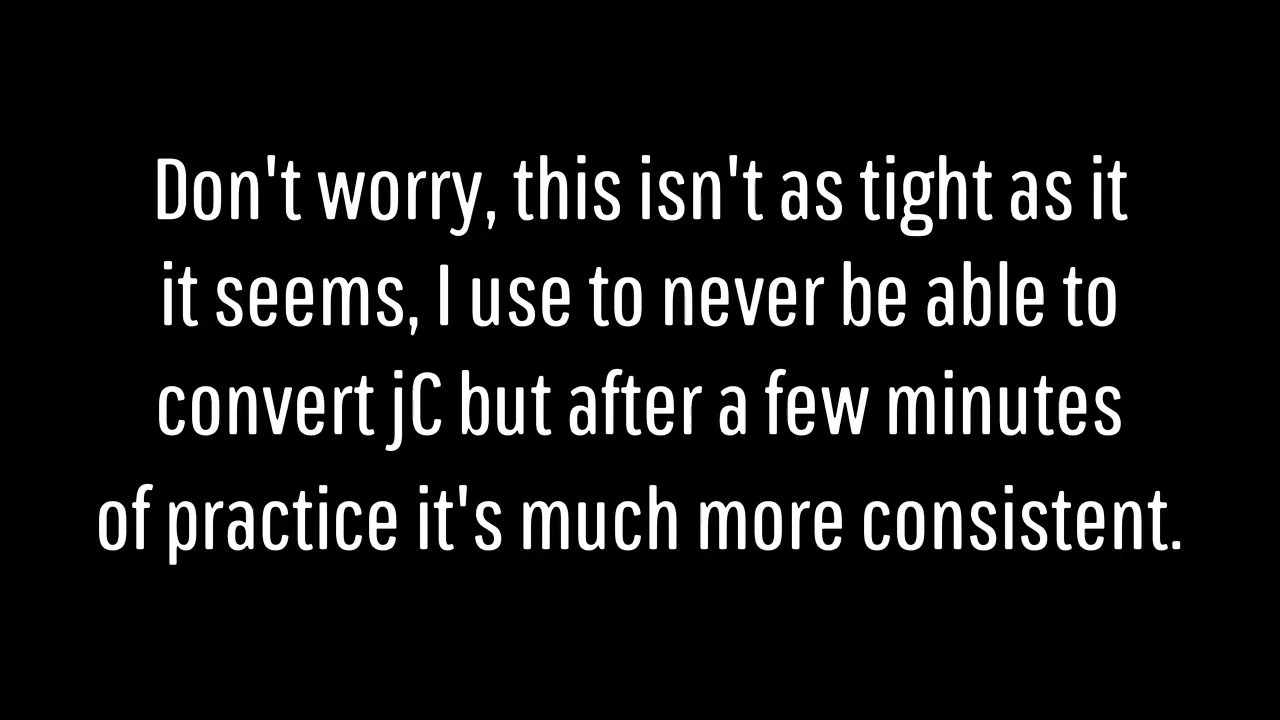 Don't worry, this isn't as tight as it
it seems, I use to never be able to
convert jC but after a few minutes
of practice it's much more consistent.